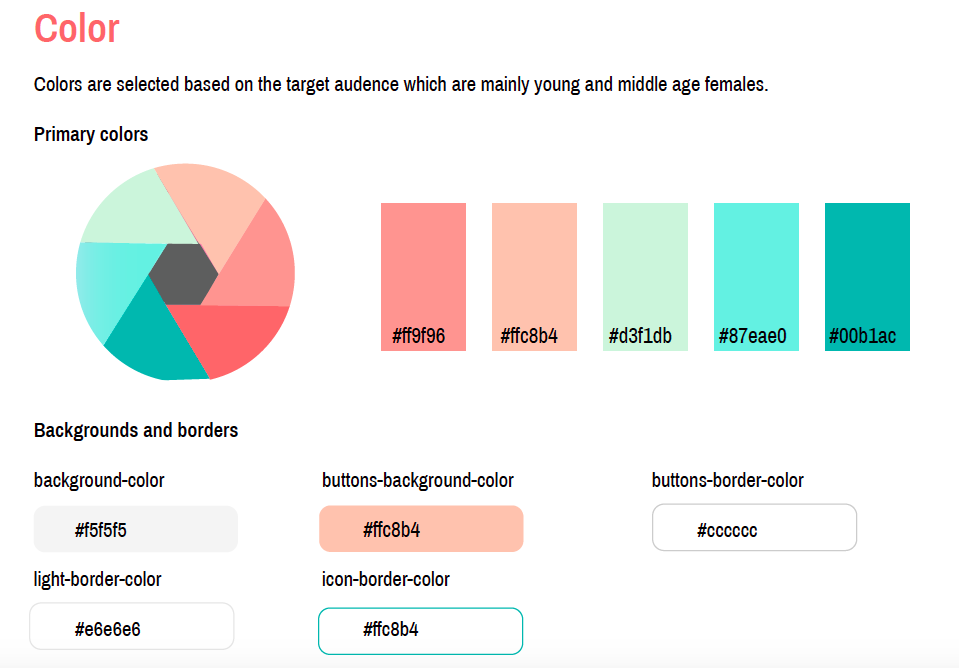 Color
Colors are selected based on the target audence which are mainly young and middle age females.
Primary colors
#ff9f96 #ffc8b4 #d3f1db #87eae0 #00b1ac
Backgrounds and borders
background-color buttons-background-color buttons-border-color
#f5f5f5 #ffc8b4 #cccccc
light-border-color icon-border-color
#e6e6e6 #ffc8b4